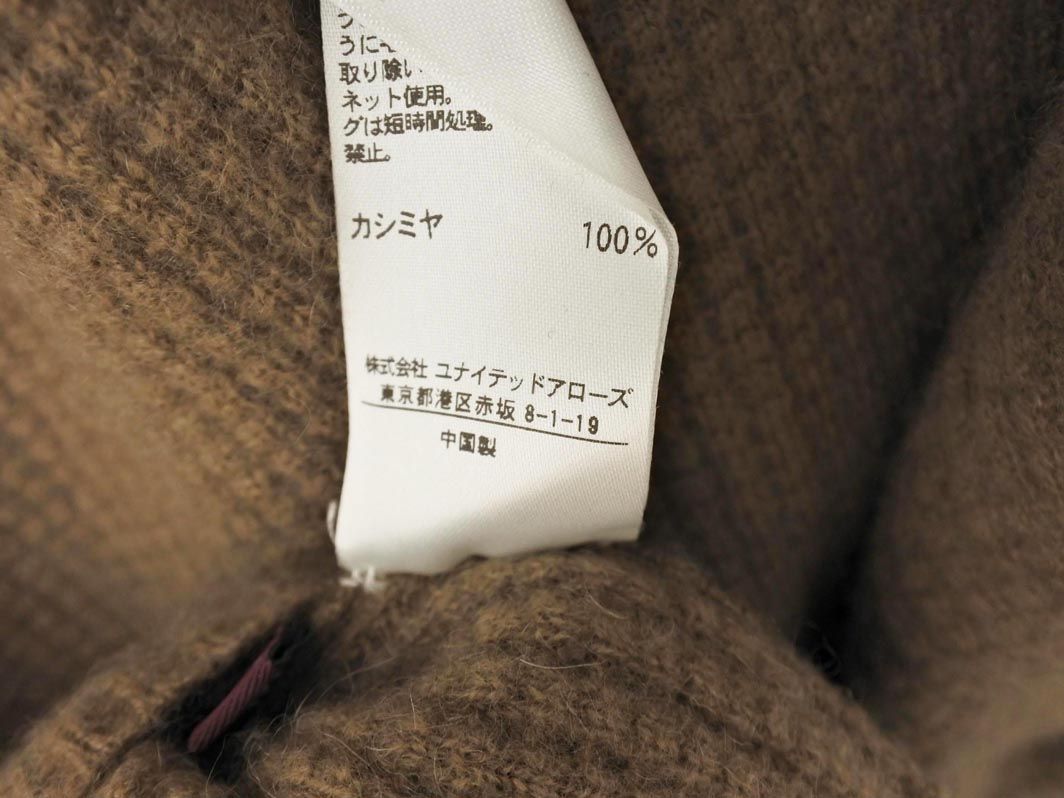 うに
取り除い
ネット使用。
グは短時間処理。
禁止。
カシミヤ 100%
株式会社 ユナイテッドアローズ
東京都港区赤坂 8-1-19
中国製